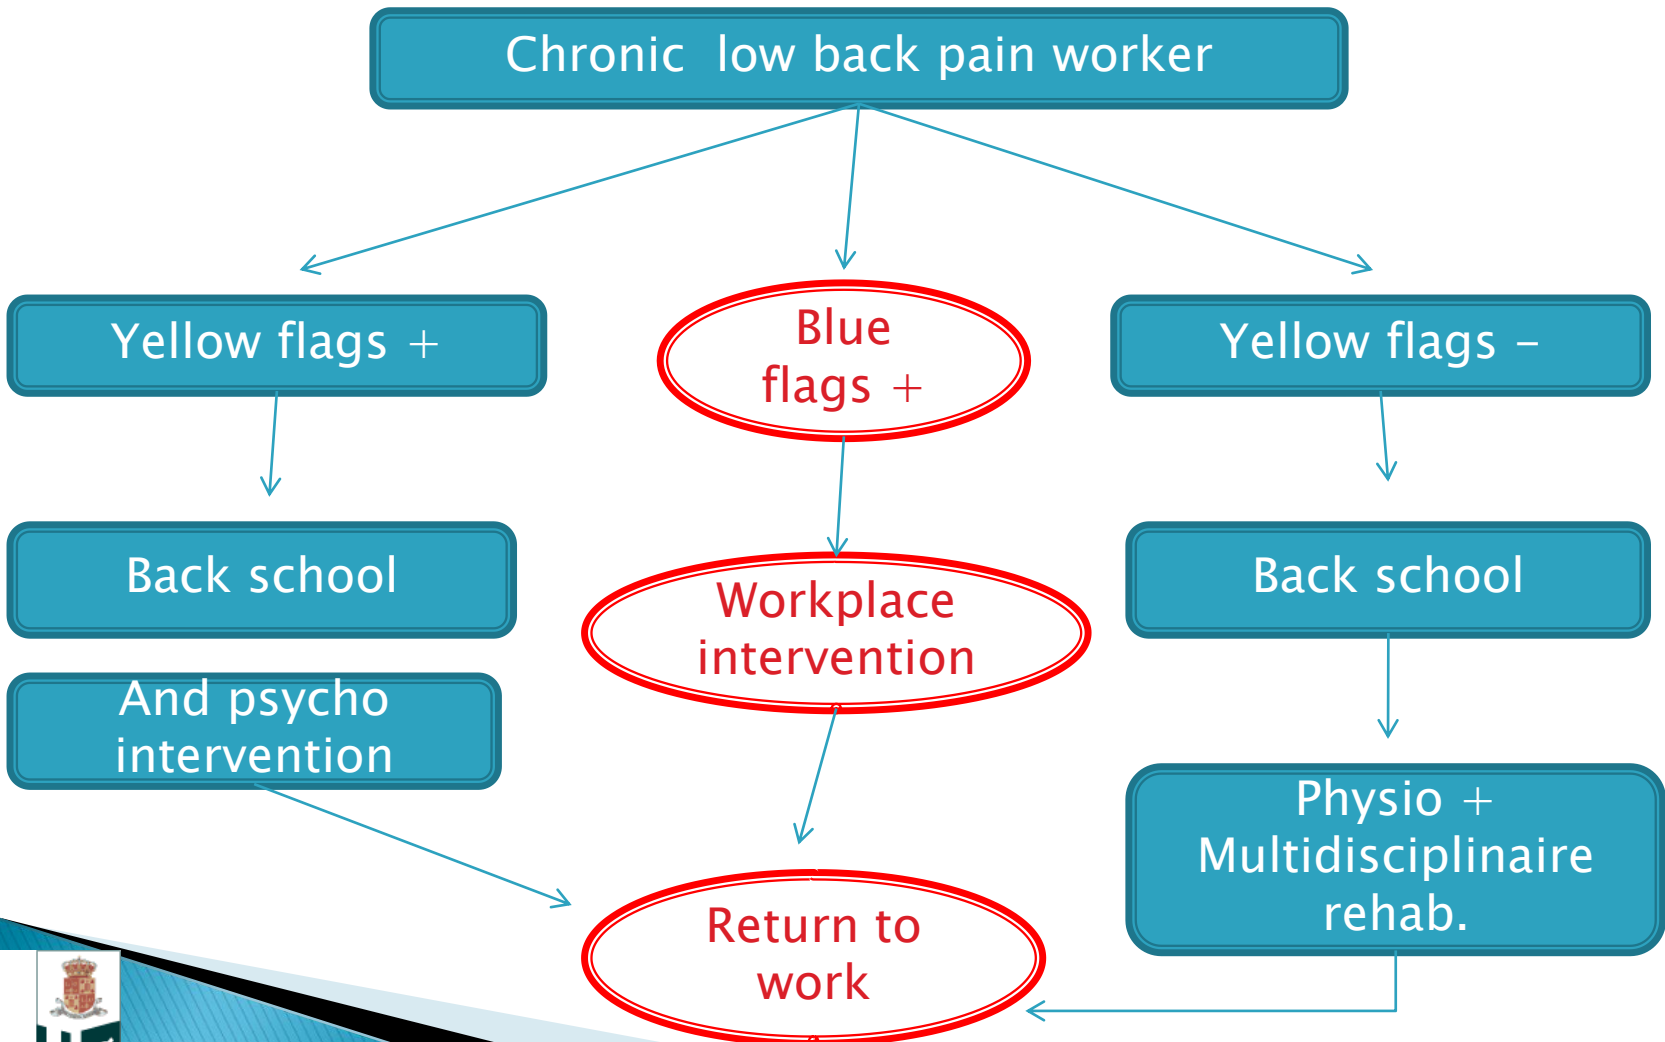 Chronic  low back pain worker
Yellow flags +
Blue
flags +
Yellow flags –
Back school
Workplace
intervention
Back school
And psycho
intervention
Physio +
Multidisciplinaire
rehab.
Return to
work